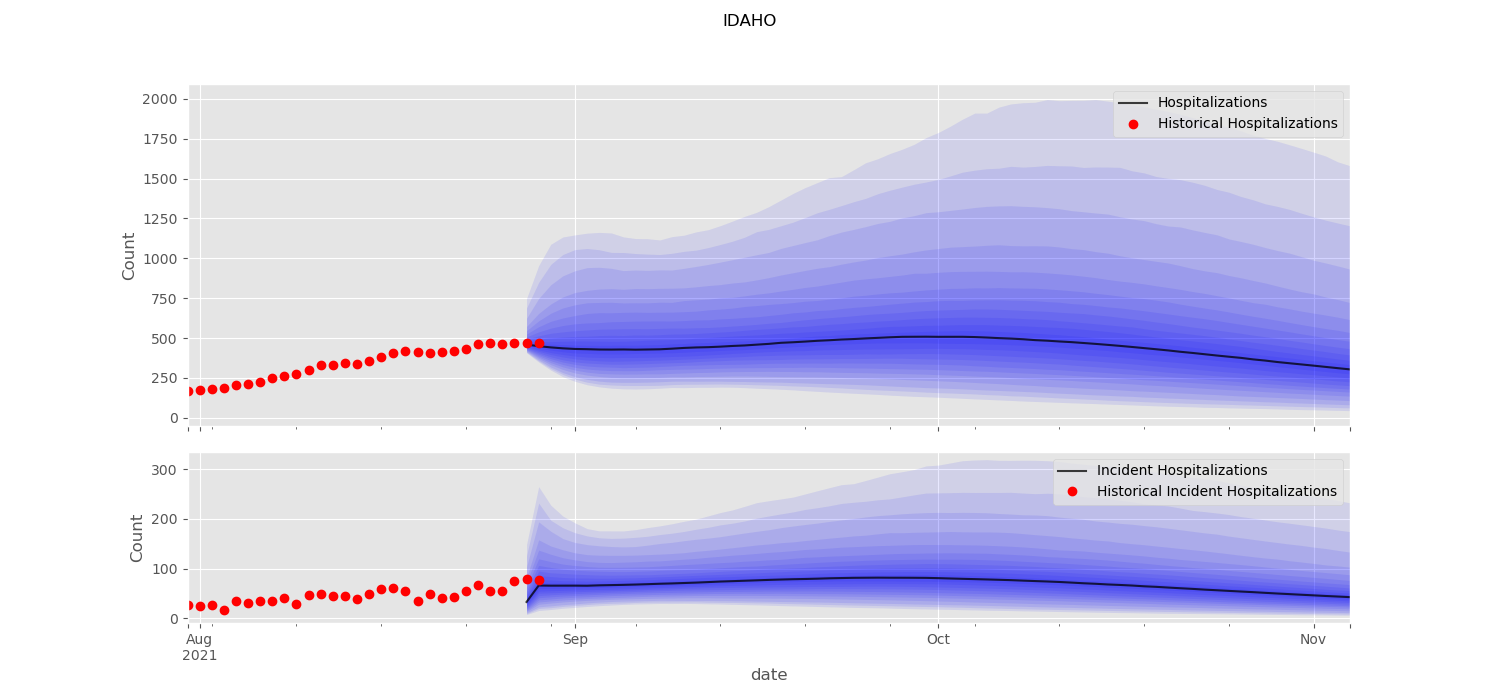 IDAHO
Hospitalizations
Historical Hospitalizations
2000
1750
1500
1250
1000
750
500
250
0
Count
Incident Hospitalizations
Historical Incident Hospitalizations
300
200
100
0
Count
Aug Sep Oct Nov
2021
date